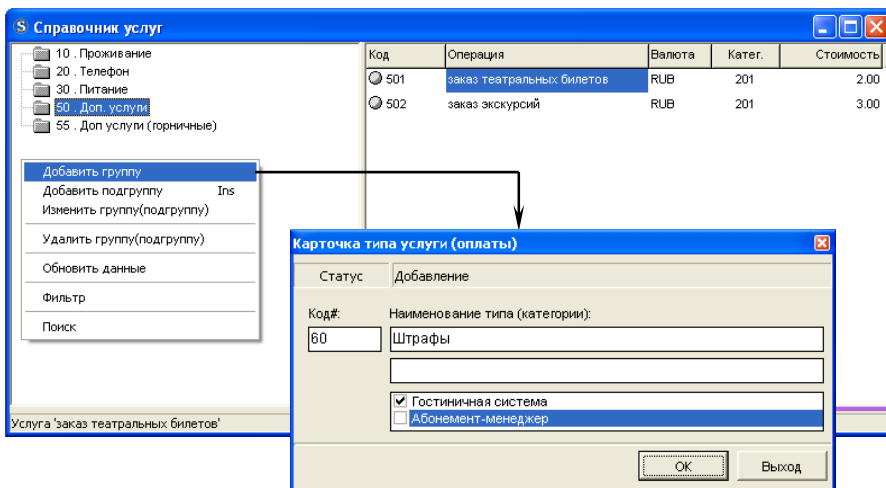 Справочник услуг
10 . Проживание
20 . Телефон
30 . Питание
50 . Доп. услуги
55 . Доп услуги (горничные)
Код Операция Валюта Катег. Стоимость
501 заказ театральных билетов RUB 201 2.00
502 заказ экскурсий RUB 201 3.00
Добавить группу
Добавить подгруппу Ins
Изменить группу(подгруппу)
Удалить группу(подгруппу)
Обновить данные
Фильтр
Поиск
Услуга 'заказ театральных билетов'
Карточка типа услуги (оплаты)
Статус Добавление
Код#: Наименование типа (категории):
60 Штрафы
Гостиничная система
Абонемент-менеджер
OK Выход